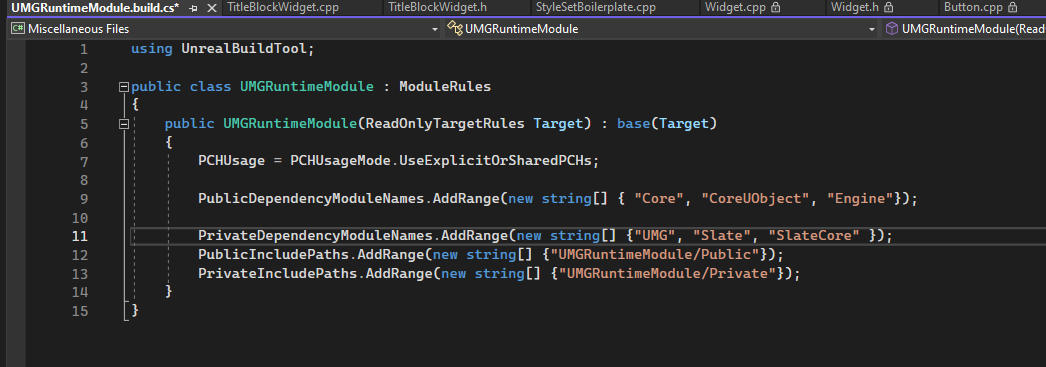 UMGRuntimeModule.build.cs* TitleBlockWidget.cpp TitleBlockWidget.h StyleSetBoilerplate.cpp Widget.cpp Widget.h Button.cpp
C# Miscellaneous Files UMGRuntimeModule UMGRuntimeModule(Read
1 using UnrealBuildTool;
2
3 public class UMGRuntimeModule : ModuleRules
4 {
5 public UMGRuntimeModule(ReadOnlyTargetRules Target) : base(Target)
6 {
7 PCHUsage = PCHUsageMode.UseExplicitOrSharedPCHs;
8
9 PublicDependencyModuleNames.AddRange(new string[] { "Core", "CoreUObject", "Engine"});
10
11 PrivateDependencyModuleNames.AddRange(new string[] {"UMG", "Slate", "SlateCore" });
12 PublicIncludePaths.AddRange(new string[] {"UMGRuntimeModule/Public"});
13 PrivateIncludePaths.AddRange(new string[] {"UMGRuntimeModule/Private"});
14 }
15 }